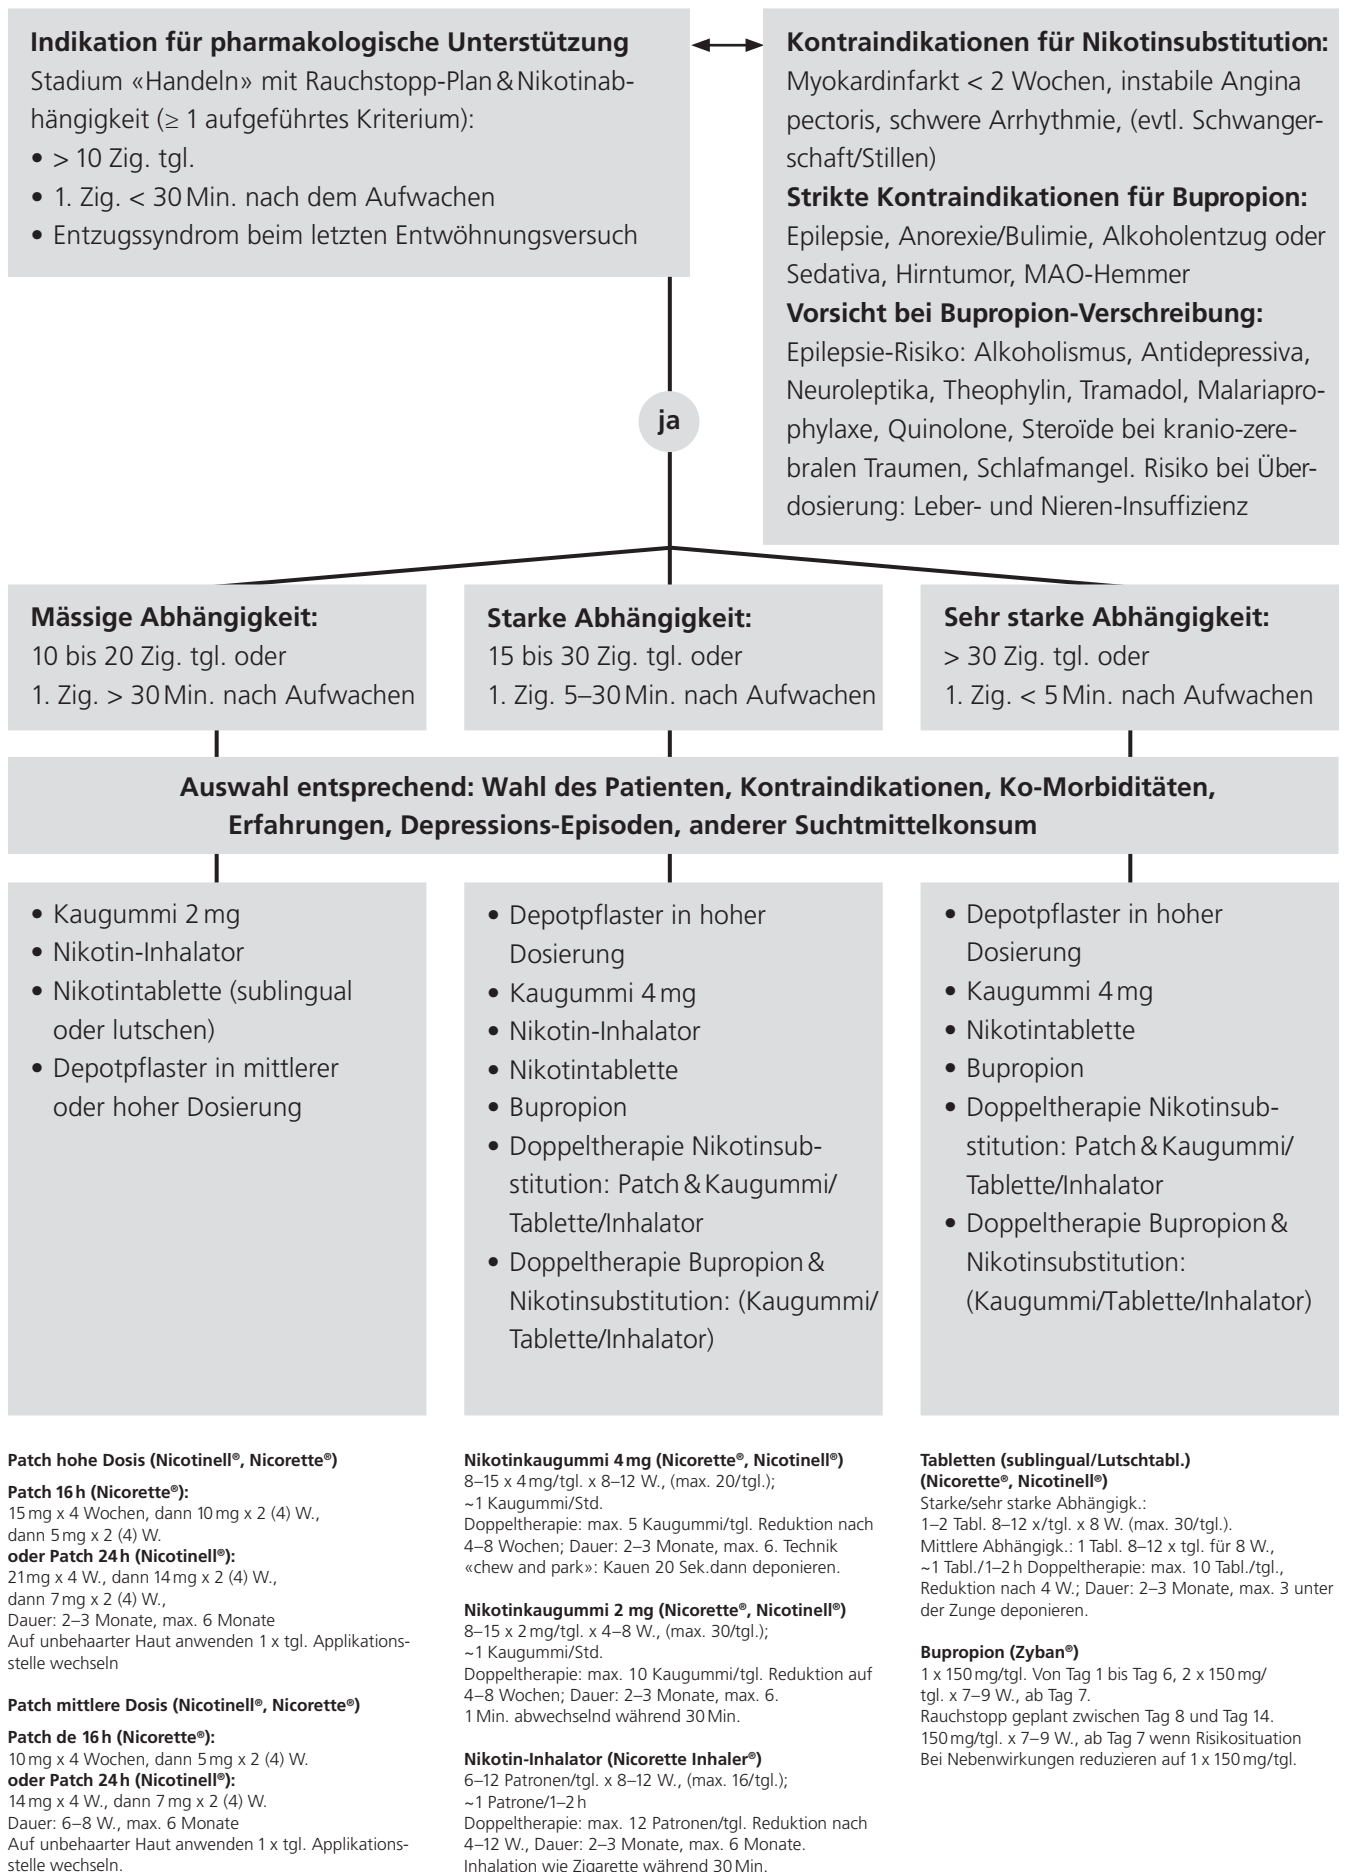 Indikation für pharmakologische Unterstützung
Stadium «Handeln» mit Rauchstopp-Plan & Nikotinab-
hängigkeit (≥ 1 aufgeführtes Kriterium):
• > 10 Zig. tgl.
• 1. Zig. < 30 Min. nach dem Aufwachen
• Entzugssyndrom beim letzten Entwöhnungsversuch
Kontraindikationen für Nikotinsubstitution:
Myokardinfarkt < 2 Wochen, instabile Angina
pectoris, schwere Arrhythmie, (evtl. Schwanger-
schaft/Stillen)
Strikte Kontraindikationen für Bupropion:
Epilepsie, Anorexie/Bulimie, Alkoholentzug oder
Sedativa, Hirntumor, MAO-Hemmer
Vorsicht bei Bupropion-Verschreibung:
Epilepsie-Risiko: Alkoholismus, Antidepressiva,
Neuroleptika, Theophylin, Tramadol, Malariapro-
phylaxe, Quinolone, Steroïde bei kranio-zere-
bralen Traumen, Schlafmangel. Risiko bei Über-
dosierung: Leber- und Nieren-Insuffizienz
ja
Mässige Abhängigkeit:
10 bis 20 Zig. tgl. oder
1. Zig. > 30 Min. nach Aufwachen
Starke Abhängigkeit:
15 bis 30 Zig. tgl. oder
1. Zig. 5–30 Min. nach Aufwachen
Sehr starke Abhängigkeit:
> 30 Zig. tgl. oder
1. Zig. < 5 Min. nach Aufwachen
Auswahl entsprechend: Wahl des Patienten, Kontraindikationen, Ko-Morbiditäten,
Erfahrungen, Depressions-Episoden, anderer Suchtmittelkonsum
• Kaugummi 2 mg
• Nikotin-Inhalator
• Nikotintablette (sublingual
oder lutschen)
• Depotpflaster in mittlerer
oder hoher Dosierung
• Depotpflaster in hoher
Dosierung
• Kaugummi 4 mg
• Nikotin-Inhalator
• Nikotintablette
• Bupropion
• Doppeltherapie Nikotinsub-
stitution: Patch & Kaugummi/
Tablette/Inhalator
• Doppeltherapie Bupropion &
Nikotinsubstitution: (Kaugummi/
Tablette/Inhalator)
• Depotpflaster in hoher
Dosierung
• Kaugummi 4 mg
• Nikotintablette
• Bupropion
• Doppeltherapie Nikotinsub-
stitution: Patch & Kaugummi/
Tablette/Inhalator
• Doppeltherapie Bupropion &
Nikotinsubstitution:
(Kaugummi/Tablette/Inhalator)
Patch hohe Dosis (Nicotinell®, Nicorette®)
Patch 16 h (Nicorette®):
15 mg x 4 Wochen, dann 10 mg x 2 (4) W.,
dann 5 mg x 2 (4) W.
oder Patch 24 h (Nicotinell®):
21mg x 4 W., dann 14 mg x 2 (4) W.,
dann 7 mg x 2 (4) W.,
Dauer: 2–3 Monate, max. 6 Monate
Auf unbehaarter Haut anwenden 1 x tgl. Applikations-
stelle wechseln
Patch mittlere Dosis (Nicotinell®, Nicorette®)
Patch de 16 h (Nicorette®):
10 mg x 4 Wochen, dann 5 mg x 2 (4) W.
oder Patch 24 h (Nicotinell®):
14 mg x 4 W., dann 7 mg x 2 (4) W.
Dauer: 6–8 W., max. 6 Monate
Auf unbehaarter Haut anwenden 1 x tgl. Applikations-
stelle wechseln.
Nikotinkaugummi 4 mg (Nicorette®, Nicotinell®)
8–15 x 4 mg/tgl. x 8–12 W., (max. 20/tgl.);
~1 Kaugummi/Std.
Doppeltherapie: max. 5 Kaugummi/tgl. Reduktion nach
4–8 Wochen; Dauer: 2–3 Monate, max. 6. Technik
«chew and park»: Kauen 20 Sek.dann deponieren.
Nikotinkaugummi 2 mg (Nicorette®, Nicotinell®)
8–15 x 2 mg/tgl. x 4–8 W., (max. 30/tgl.);
~1 Kaugummi/Std.
Doppeltherapie: max. 10 Kaugummi/tgl. Reduktion auf
4–8 Wochen; Dauer: 2–3 Monate, max. 6.
1 Min. abwechselnd während 30 Min.
Nikotin-Inhalator (Nicorette Inhaler®)
6–12 Patronen/tgl. x 8–12 W., (max. 16/tgl.);
~1 Patrone/1–2 h
Doppeltherapie: max. 12 Patronen/tgl. Reduktion nach
4–12 W., Dauer: 2–3 Monate, max. 6 Monate.
Inhalation wie Zigarette während 30 Min.
Tabletten (sublingual/Lutschtabl.)
(Nicorette®, Nicotinell®)
Starke/sehr starke Abhängigk.:
1–2 Tabl. 8–12 x/tgl. x 8 W. (max. 30/tgl.).
Mittlere Abhängigk.: 1 Tabl. 8–12 x tgl. für 8 W.,
~1 Tabl./1–2 h Doppeltherapie: max. 10 Tabl./tgl.,
Reduktion nach 4 W.; Dauer: 2–3 Monate, max. 3 unter
der Zunge deponieren.
Bupropion (Zyban®)
1 x 150 mg/tgl. Von Tag 1 bis Tag 6, 2 x 150 mg/
tgl. x 7–9 W., ab Tag 7.
Rauchstopp geplant zwischen Tag 8 und Tag 14.
150 mg/tgl. x 7–9 W., ab Tag 7 wenn Risikosituation
Bei Nebenwirkungen reduzieren auf 1 x 150 mg/tgl.